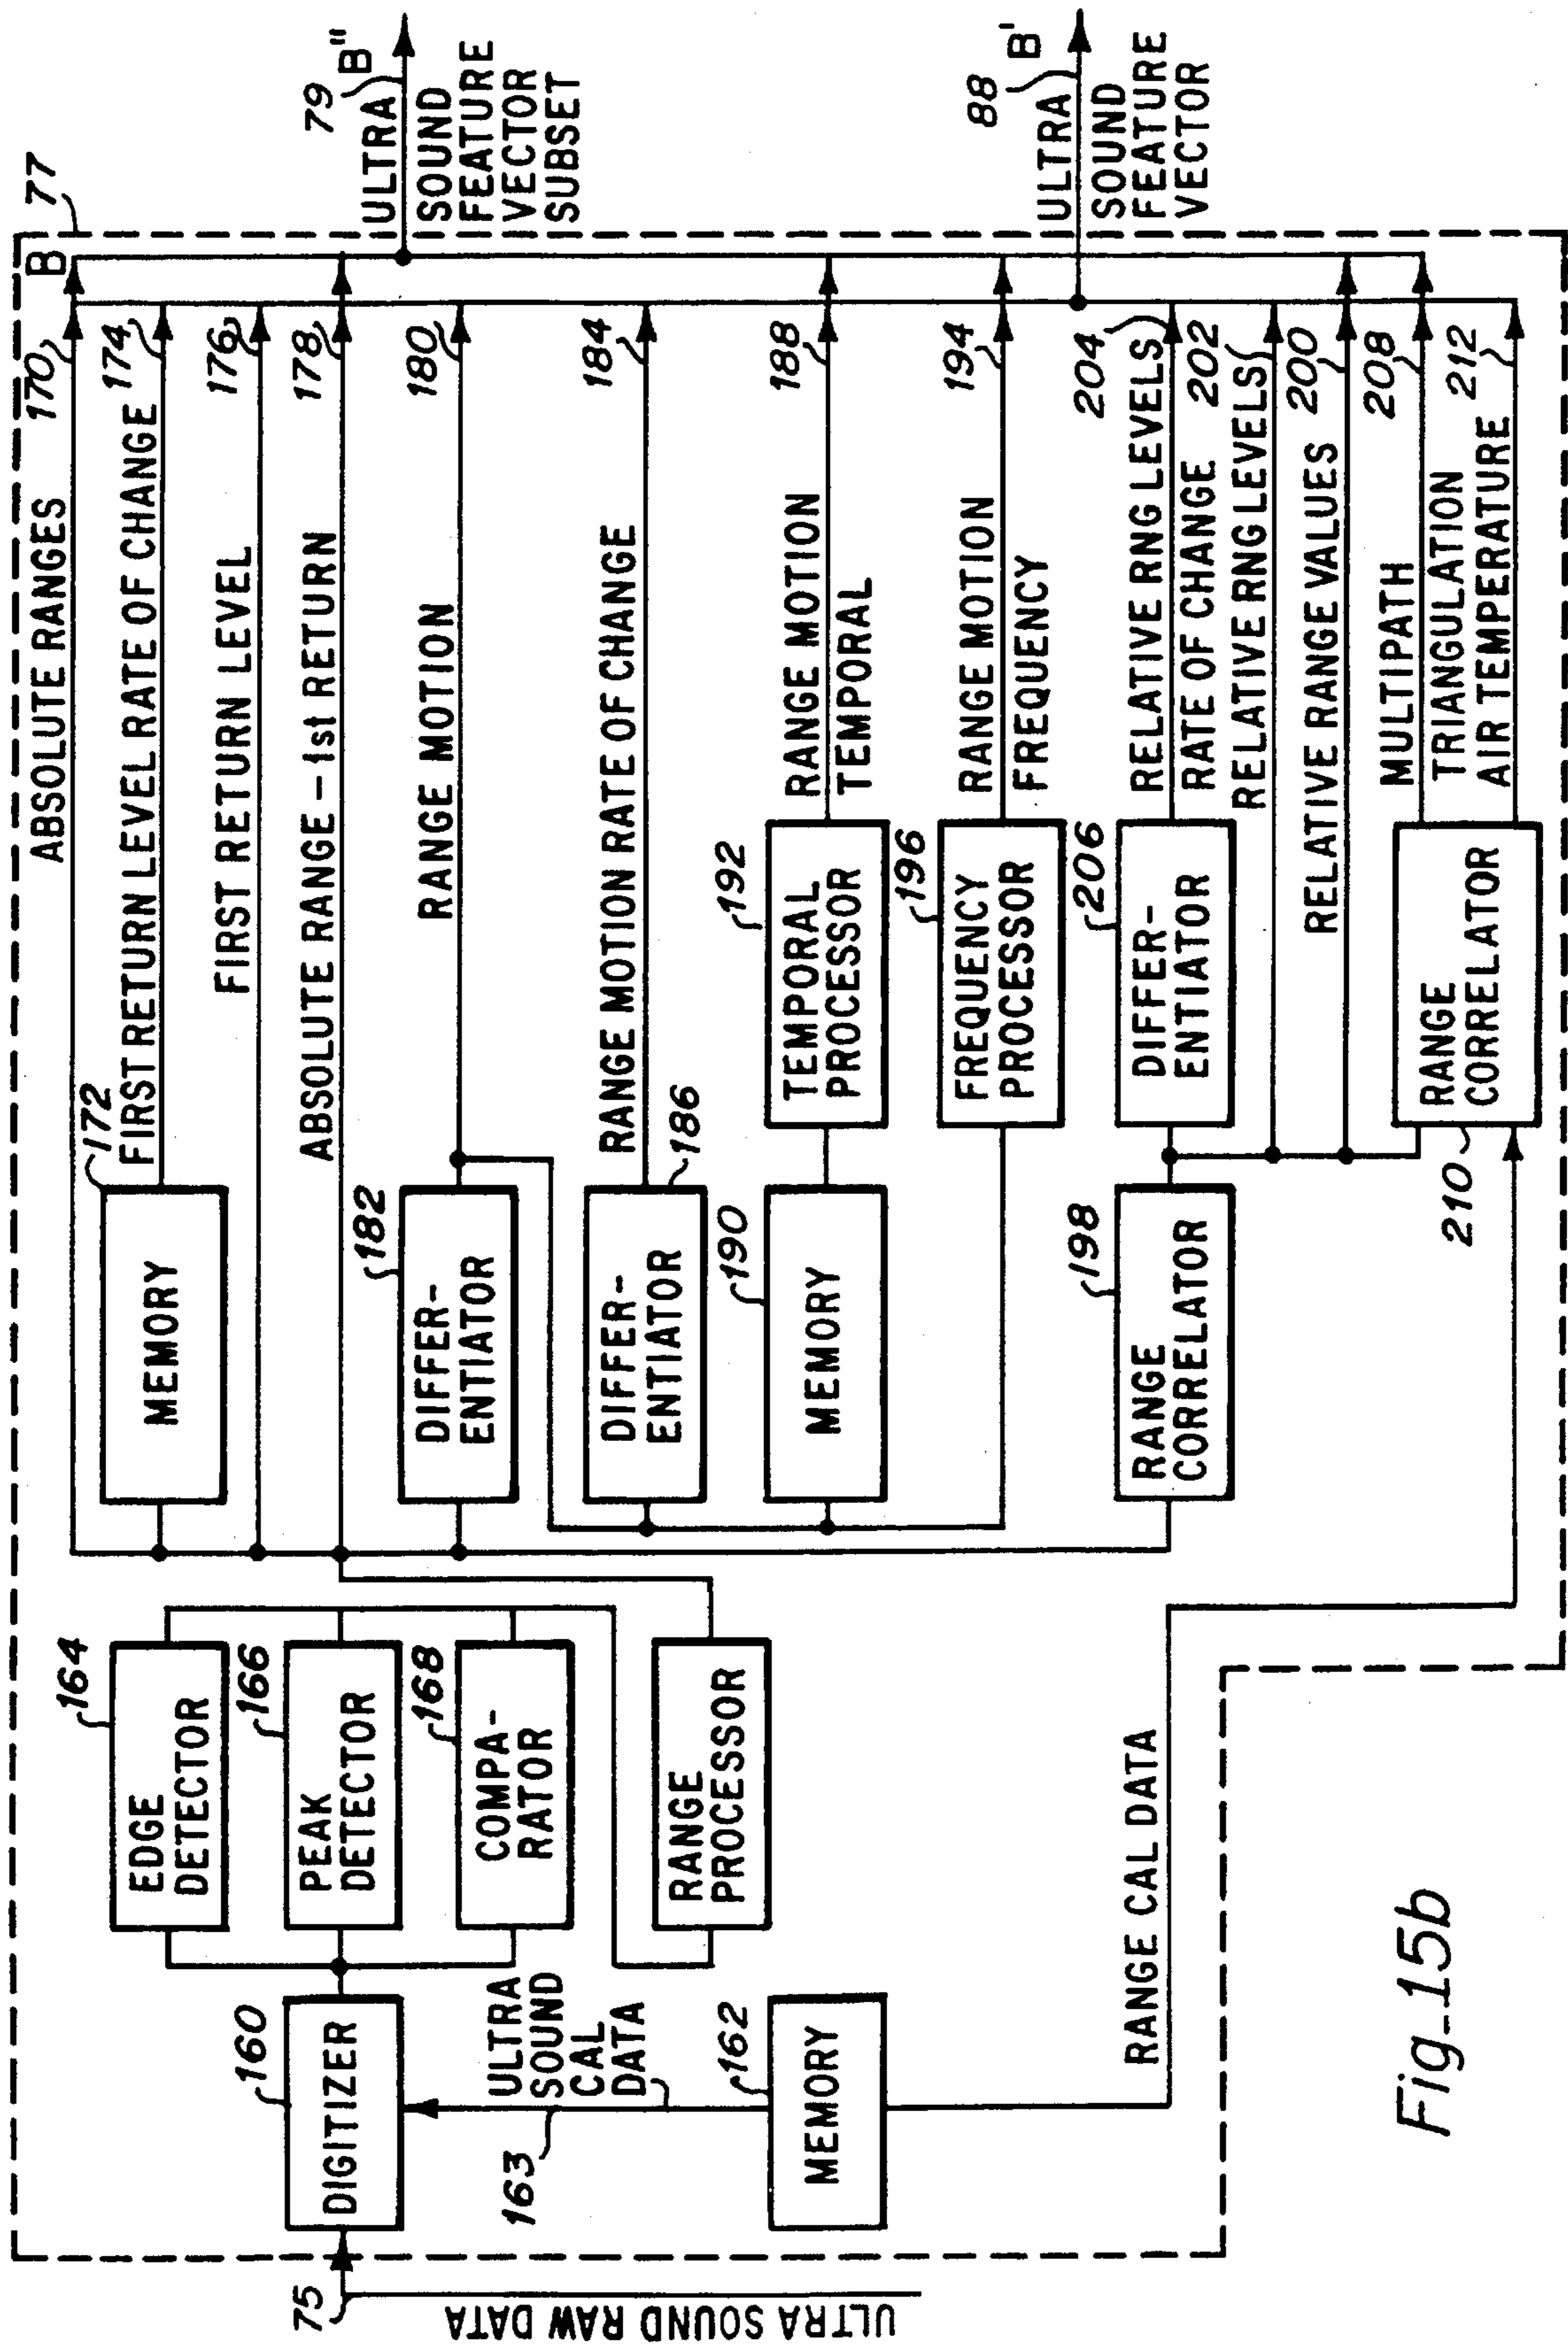 ULTRA SOUND RAW DATA
75
DIGITIZER
160
ULTRA
SOUND
CAL
DATA
163
MEMORY
162
RANGE CAL DATA
EDGE
DETECTOR
164
PEAK
DETECTOR
166
COMPA-
RATOR
168
RANGE
PROCESSOR
MEMORY
172
DIFFER-
ENTIATOR
182
DIFFER-
ENTIATOR
186
MEMORY
190
RANGE
CORRELATOR
198
TEMPORAL
PROCESSOR
192
FREQUENCY
PROCESSOR
196
DIFFER-
ENTIATOR
206
RANGE
CORRELATOR
210
ABSOLUTE RANGES 170
FIRST RETURN LEVEL RATE OF CHANGE 174
FIRST RETURN LEVEL 176
ABSOLUTE RANGE - 1st RETURN 178
RANGE MOTION 180
RANGE MOTION RATE OF CHANGE 184
RANGE MOTION 188
TEMPORAL
RANGE MOTION 194
FREQUENCY
RELATIVE RNG LEVELS 204
RATE OF CHANGE
RELATIVE RNG LEVELS 202
RELATIVE RANGE VALUES 200
MULTIPATH 208
TRIANGULATION
AIR TEMPERATURE 212
B
77
79 B"
ULTRA
SOUND
FEATURE
VECTOR
SUBSET
88 B'
ULTRA
SOUND
FEATURE
VECTOR
Fig_15b